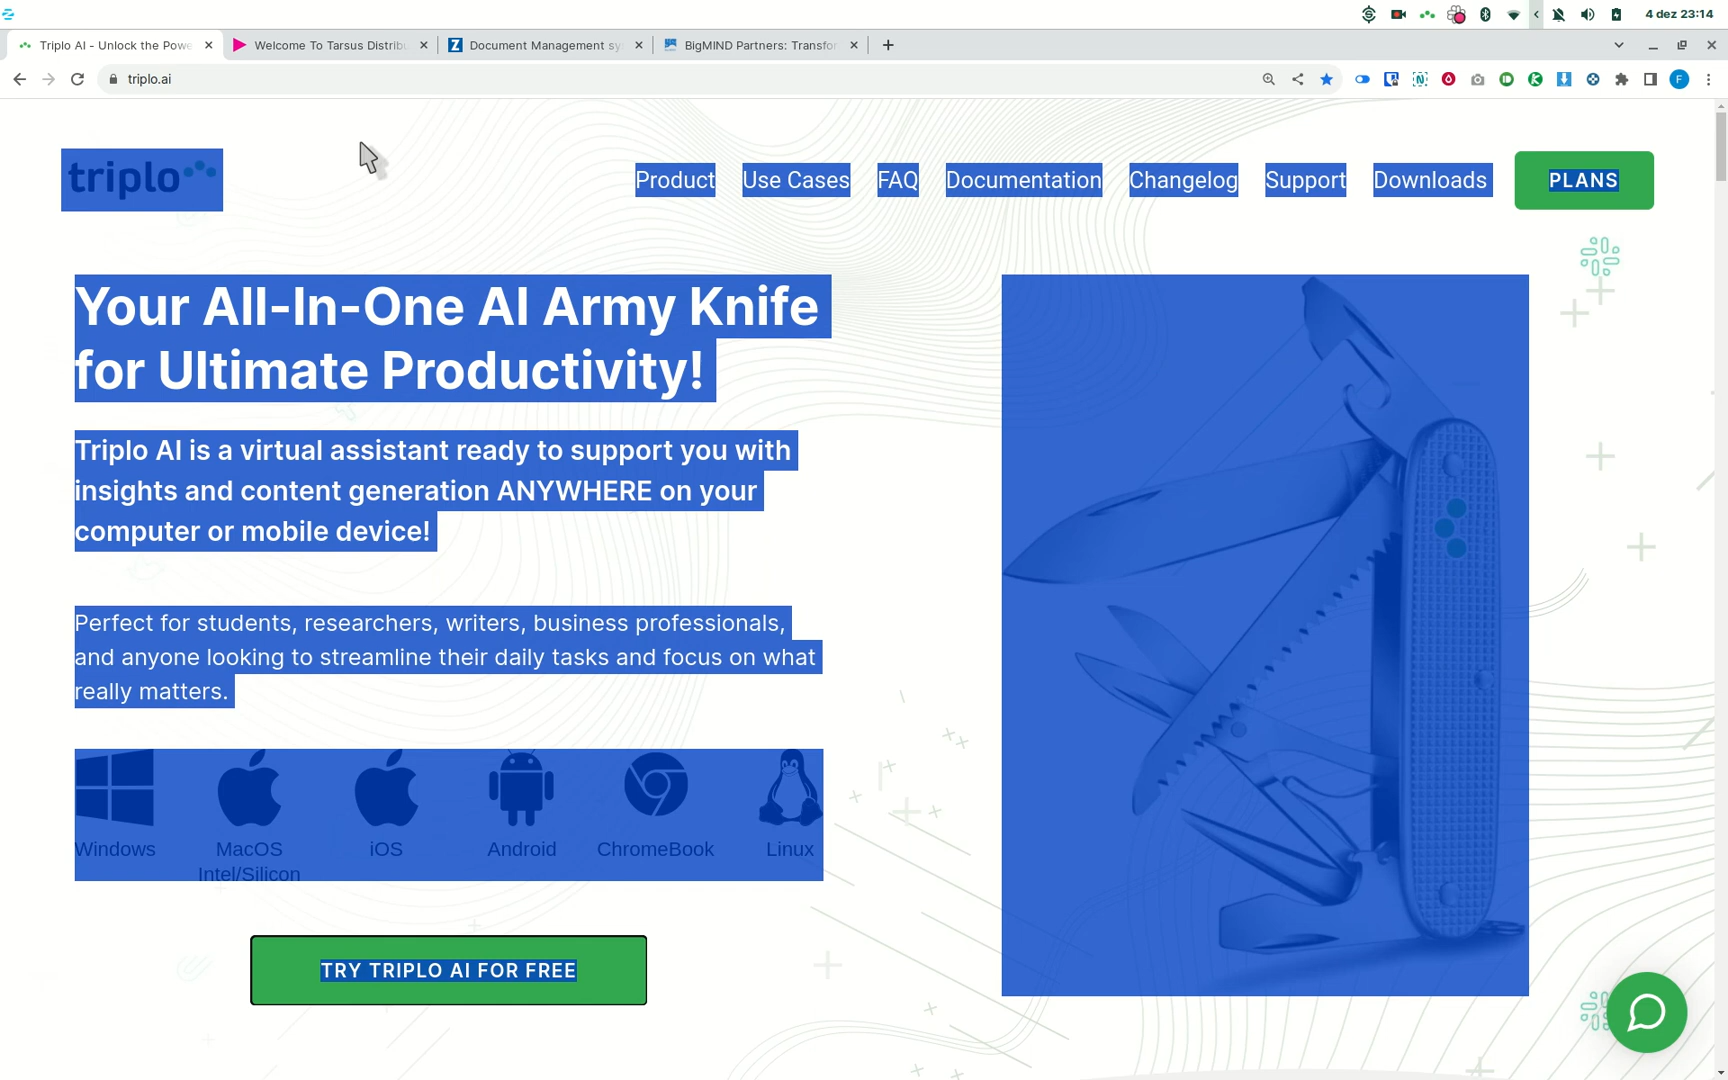 4 dez 23:14
Triplo AI - Unlock the Powe
Welcome To Tarsus Distribu
Document Management sy
BigMIND Partners: Transfor
triplo.ai
F
triplo
Product
Use Cases
FAQ
Documentation
Changelog
Support
Downloads
PLANS
Your All-In-One AI Army Knife
for Ultimate Productivity!
Triplo AI is a virtual assistant ready to support you with
insights and content generation ANYWHERE on your
computer or mobile device!
Perfect for students, researchers, writers, business professionals,
and anyone looking to streamline their daily tasks and focus on what
really matters.
Windows
MacOS
Intel/Silicon
iOS
Android
ChromeBook
Linux
TRY TRIPLO AI FOR FREE